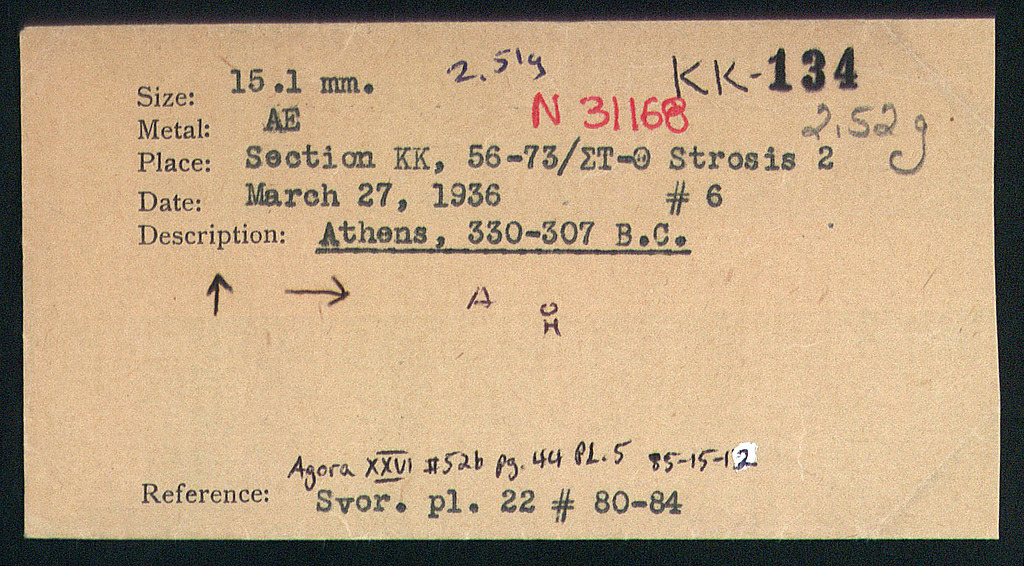 2.51g
KK-134
Size: 15.1 mm.
N 31168
Metal: AE
2.52 g
Place: Section KK, 56-73/ΣΤ-Θ Strosis 2
Date: March 27, 1936 # 6
Description: Athens, 330-307 B.C.
↑ → A
Agora XXVI #52b pg. 44 PL. 5 85-15-12
Reference: Svor. pl. 22 # 80-84